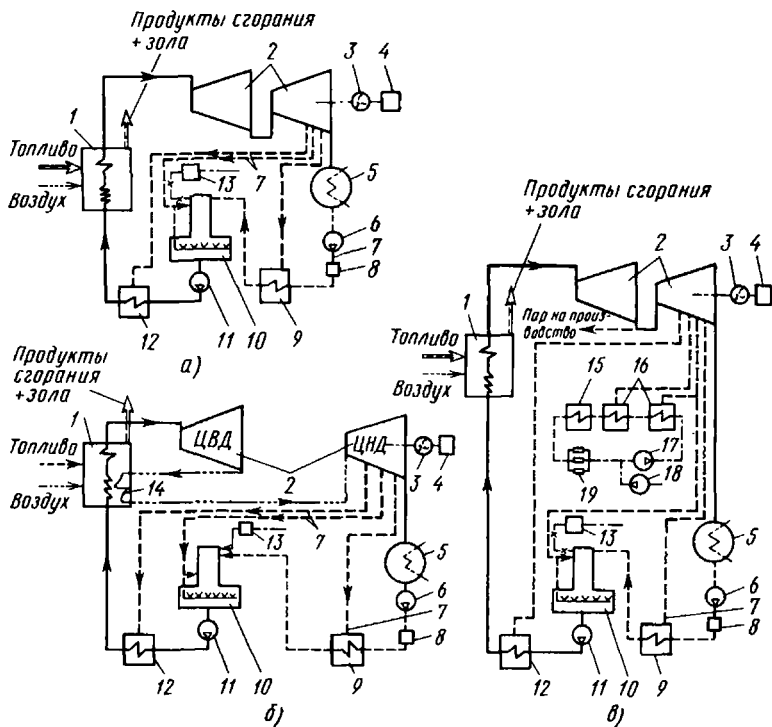 Продукты сгорания
+ зола
1
2
3
4
Топливо
Воздух
7
13
5
6
7
8
12
11
10
9
а)
Продукты
сгорания
+зола
1
ЦВД
ЦНД
2
3
4
Топливо
Воздух
14
7
13
5
6
7
8
12
11
10
9
б)
Продукты сгорания
+зола
1
2
3
4
Пар на произ-
водство
Топливо
Воздух
15
16
17
18
19
13
5
6
7
8
12
11
10
9
в)